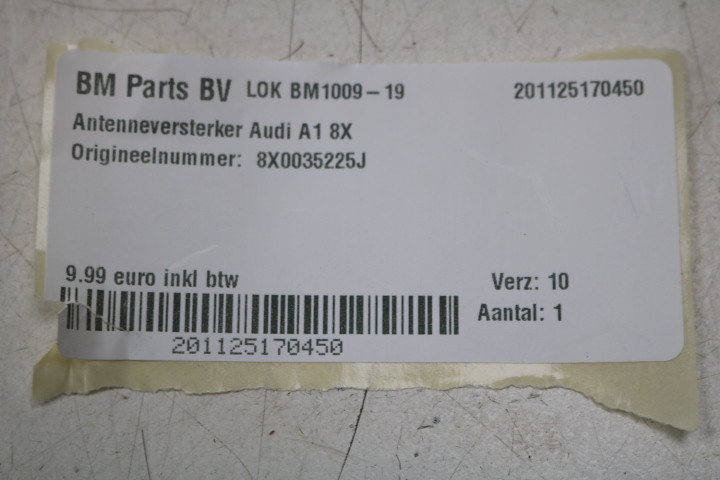 BM Parts BV LOK BM1009-19 201125170450
Antenneversterker Audi A1 8X
Origineelnummer: 8X0035225J
9.99 euro inkl btw Verz: 10
Aantal: 1
201125170450